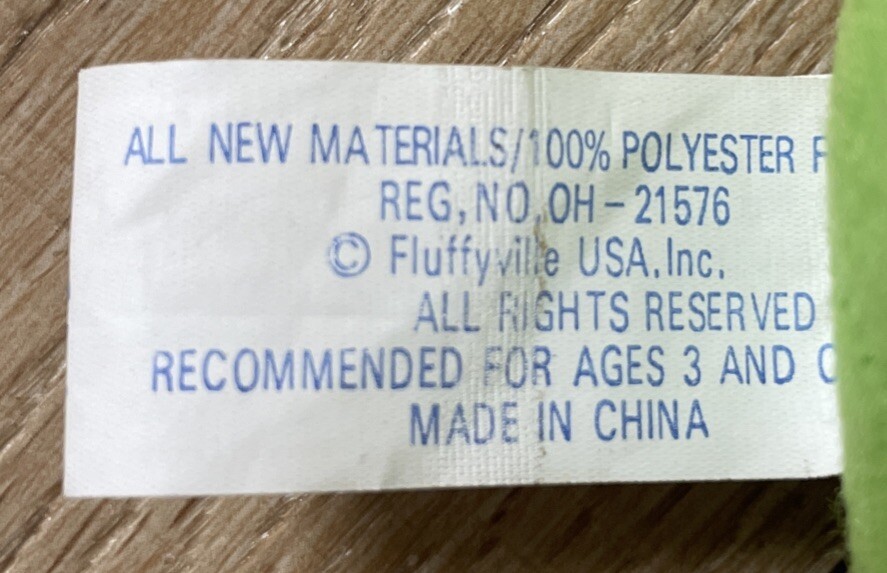 ALL NEW MATERIALS/100% POLYESTER F
REG, NO, OH-21576
© Fluffyville USA, Inc.
ALL RIGHTS RESERVED
RECOMMENDED FOR AGES 3 AND O
MADE IN CHINA